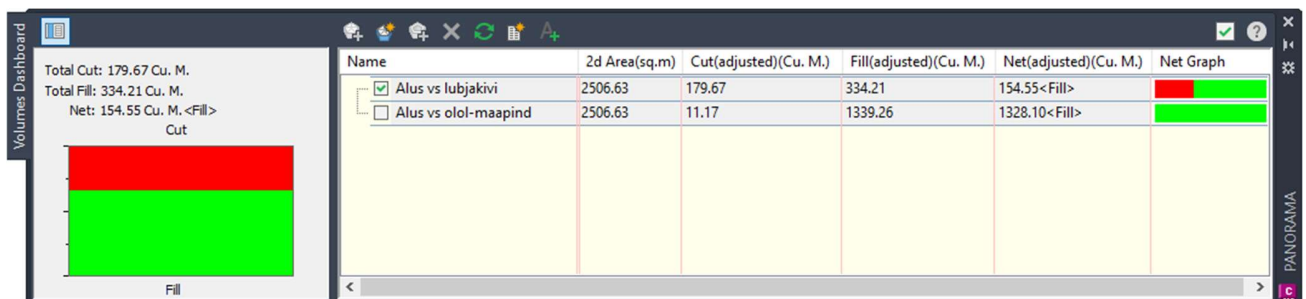 Volumes Dashboard
Total Cut: 179.67 Cu. M.
Total Fill: 334.21 Cu. M.
Net: 154.55 Cu. M.<Fill>
Cut
Fill
Name 2d Area(sq.m) Cut(adjusted)(Cu. M.) Fill(adjusted)(Cu. M.) Net(adjusted)(Cu. M.) Net Graph
Alus vs lubjakivi 2506.63 179.67 334.21 154.55<Fill>
Alus vs olol-maapind 2506.63 11.17 1339.26 1328.10<Fill>
PANORAMA
C